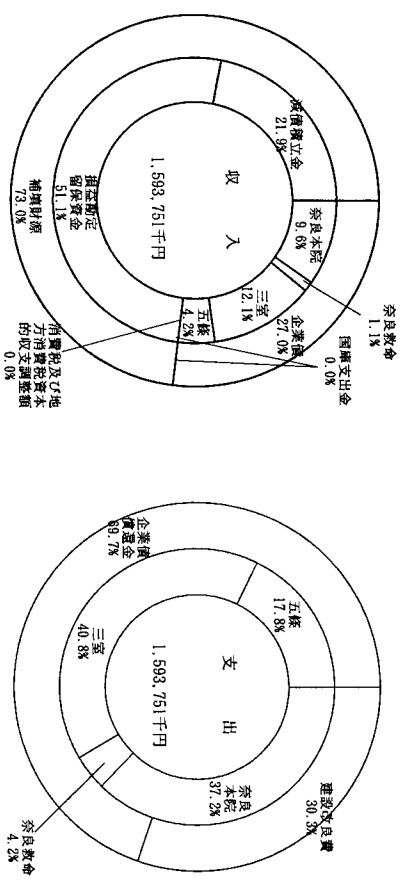 収　入
1,593,751千円
減債積立金
21.9%
奈良本院
9.6%
奈良救命
1.1%
三室
12.1%
企業債
27.0%
国庫支出金
0.0%
五條
4.2%
消費税及び地
方消費税資本
的収支調整額
0.0%
損益勘定
留保資金
51.1%
補填財源
73.0%
支　出
1,593,751千円
五條
17.8%
企業債
償還金
69.7%
三室
40.8%
奈良
本院
37.2%
建設改良費
30.3%
奈良救命
4.2%